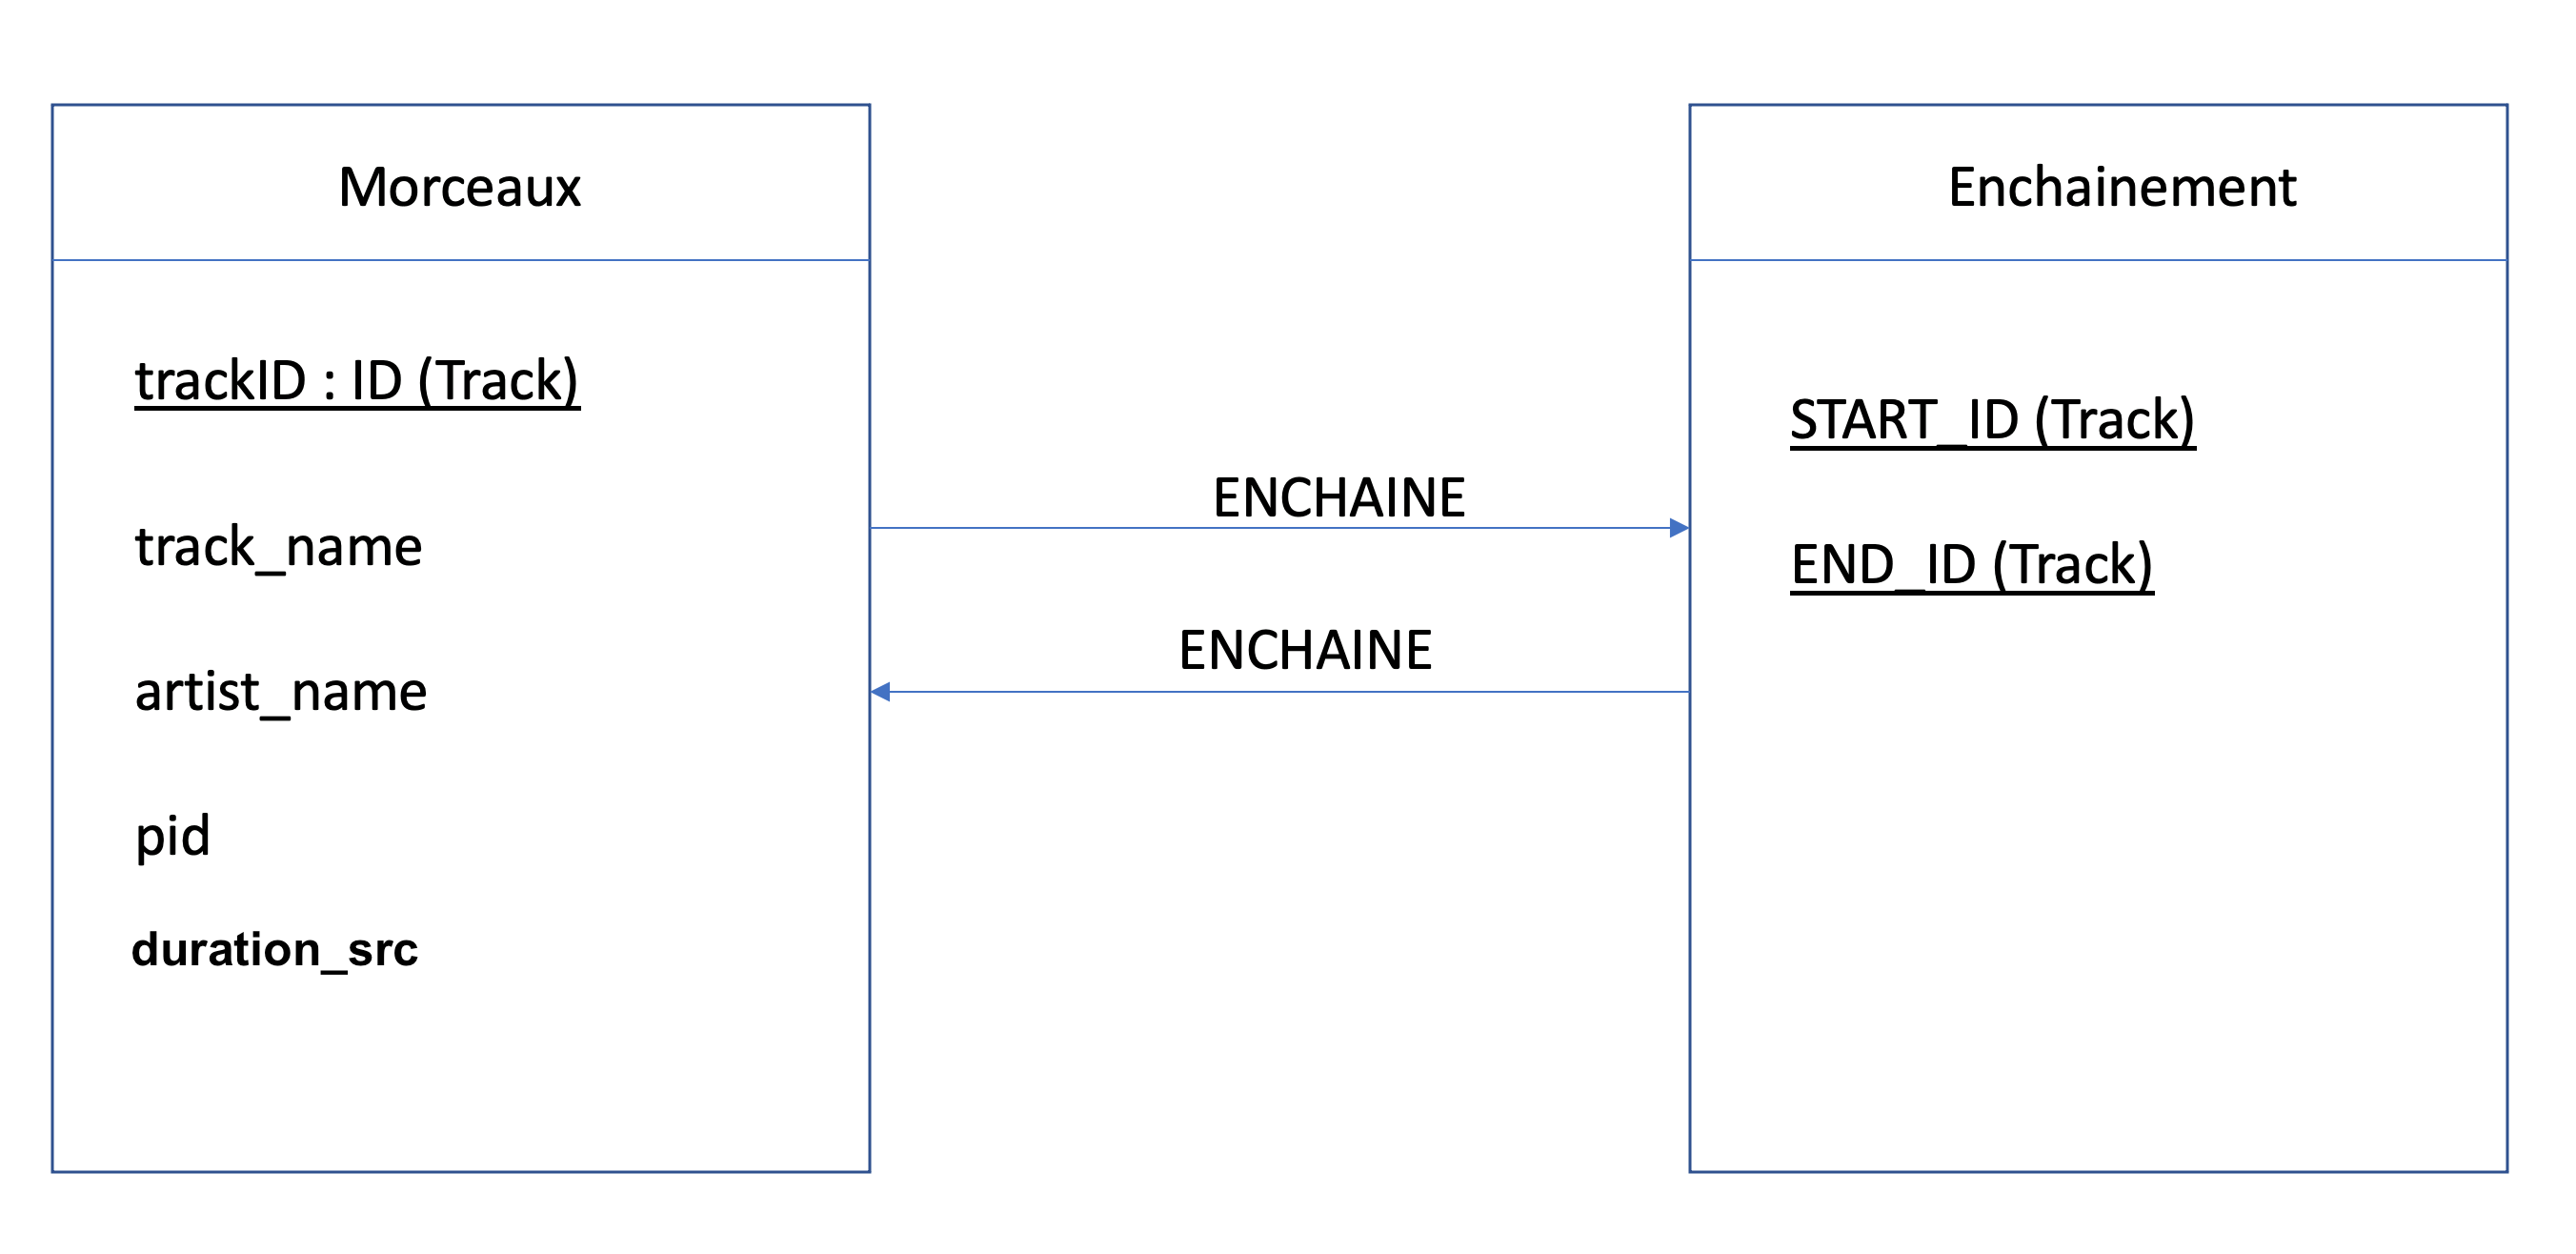 Morceaux
trackID : ID (Track)
track_name
artist_name
pid
duration_src
ENCHAINE
ENCHAINE
Enchainement
START_ID (Track)
END_ID (Track)